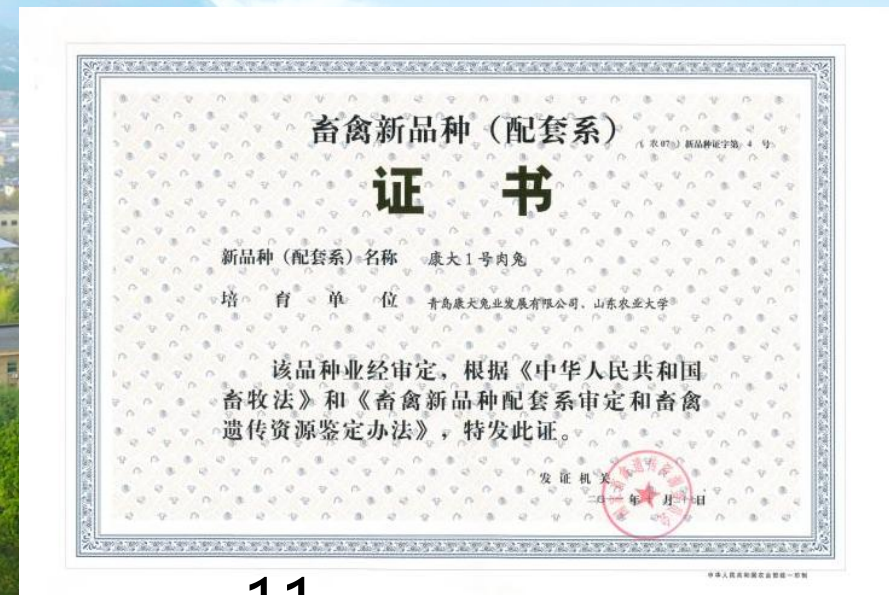 畜禽新品种（配套系）
（农07）新品种证字第 4 号
证 书
新品种（配套系）名称 康大1号肉兔
培 育 单 位 青岛康大兔业发展有限公司、山东农业大学
该品种业经审定，根据《中华人民共和国
畜牧法》和《畜禽新品种配套系审定和畜禽
遗传资源鉴定办法》，特发此证。
发 证 机 关
年 月 日
中华人民共和国农业部统一印制
11